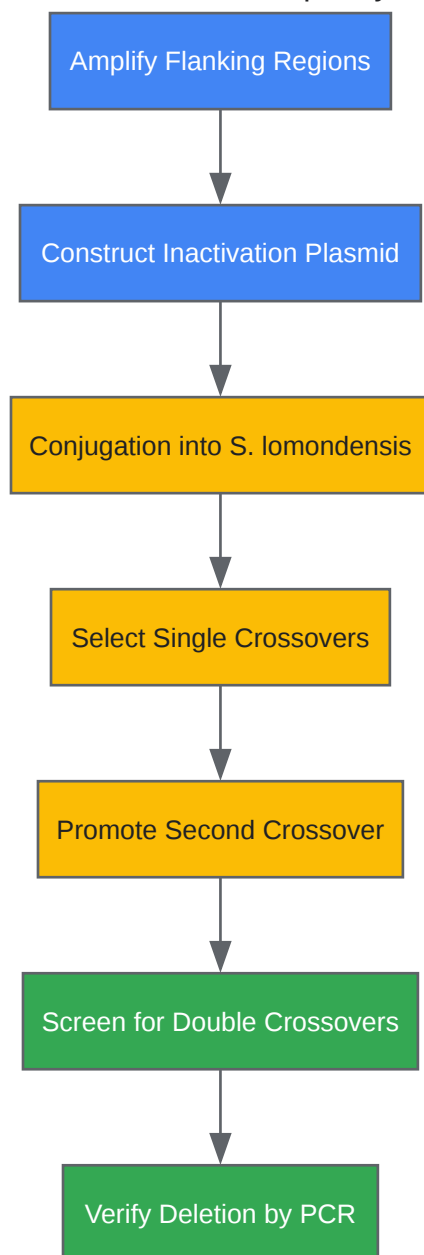 Amplify Flanking Regions
Construct Inactivation Plasmid
Conjugation into S. lomondensis
Select Single Crossovers
Promote Second Crossover
Screen for Double Crossovers
Verify Deletion by PCR